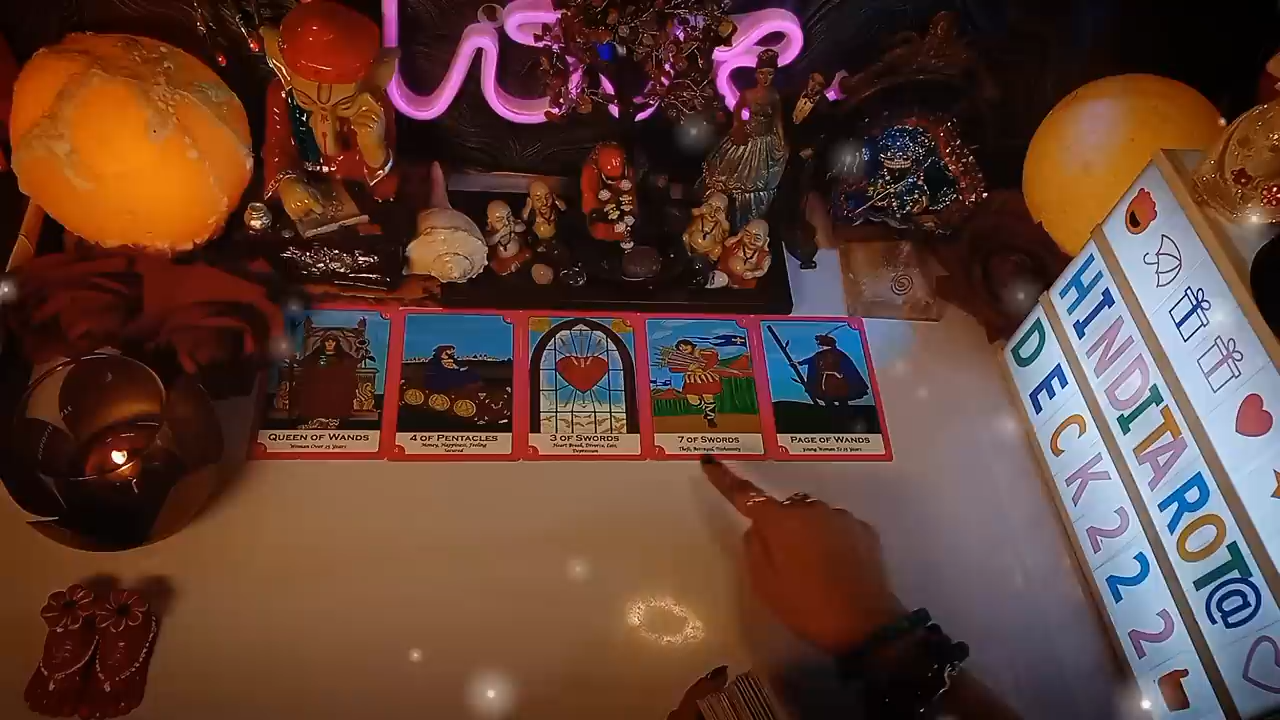 QUEEN OF WANDS
Woman Over 25 Years
4 OF PENTACLES
Money, Happiness, Feeling
Secured
3 OF SWORDS
Heart Break, Divorce, Loss,
Depression
7 OF SWORDS
Theft, Betrayal, Dishonesty
PAGE OF WANDS
Young Woman To 25 Years
HINDITAROT@
DECK222